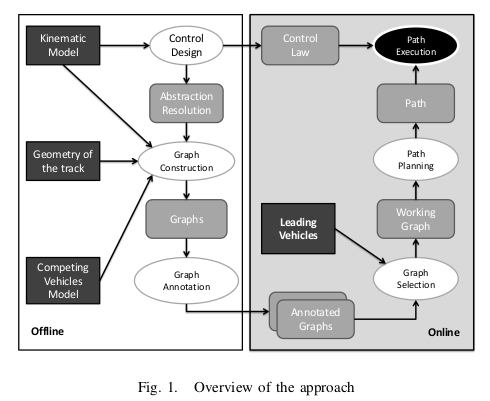 Kinematic
Model
Control
Design
Control
Law
Path
Execution
Abstraction
Resolution
Path
Geometry of
the track
Graph
Construction
Path
Planning
Graphs
Leading
Vehicles
Working
Graph
Competing
Vehicles
Model
Graph
Annotation
Graph
Selection
Annotated
Graphs
Offline
Online
Fig. 1. Overview of the approach